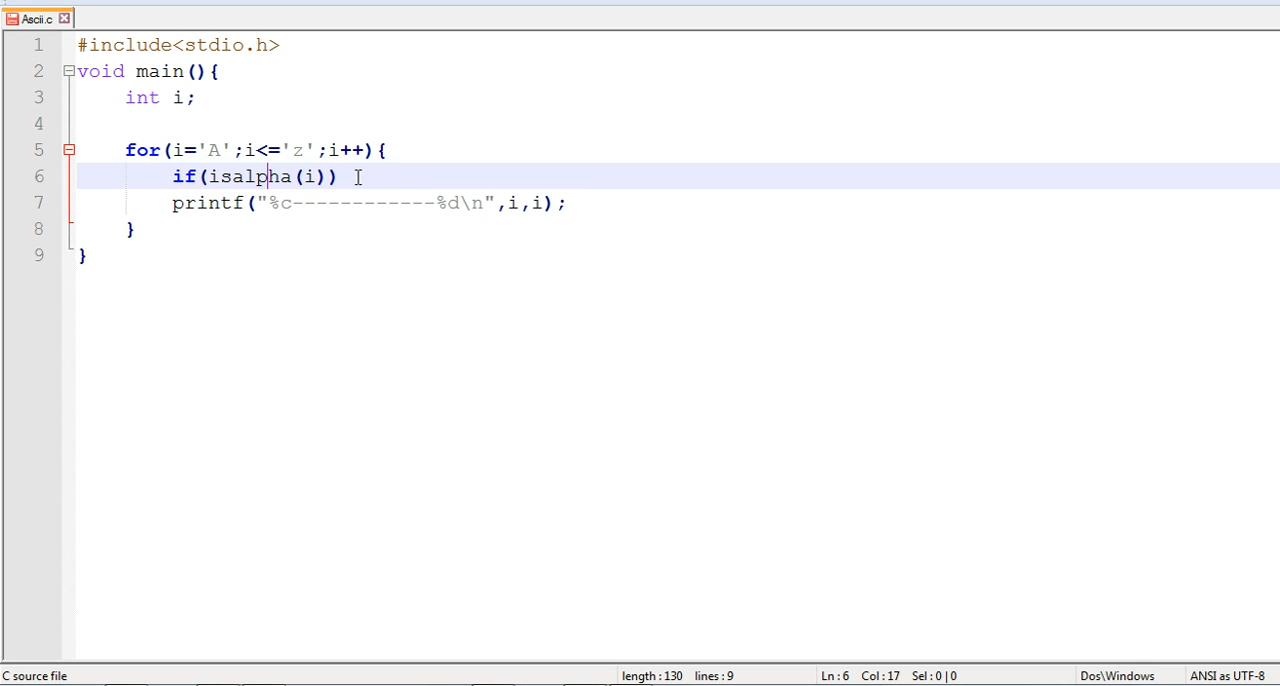 Ascii.c
1 #include<stdio.h>
2 void main(){
3 int i;
4
5 for(i='A';i<='z';i++){
6 if(isalpha(i))
7 printf("%c------------%d\n",i,i);
8 }
9 }
C source file length : 130 lines : 9 Ln : 6 Col : 17 Sel : 0 | 0 Dos\Windows ANSI as UTF-8